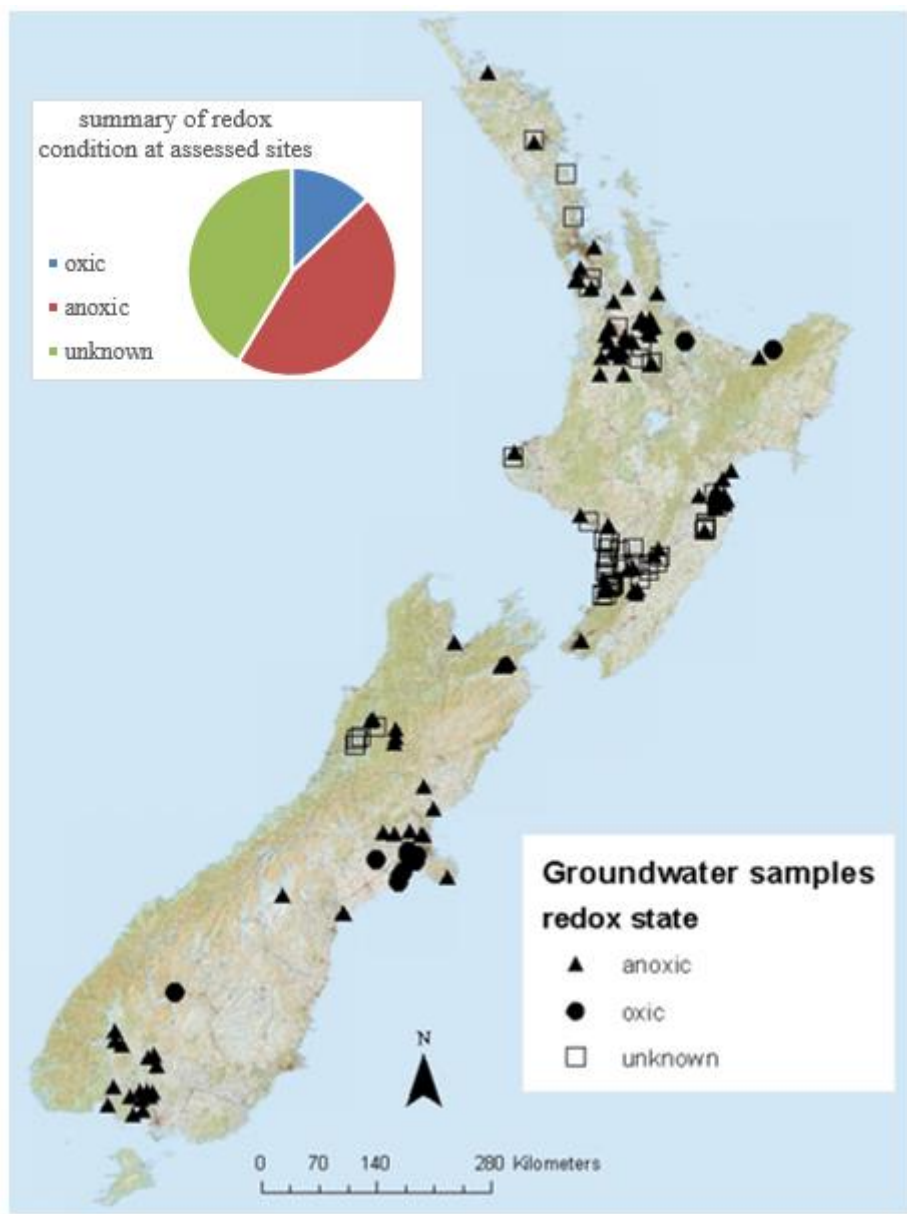 summary of redox
condition at assessed sites
oxic
anoxic
unknown
Groundwater samples
redox state
anoxic
oxic
unknown
N
0 70 140 280 Kilometers